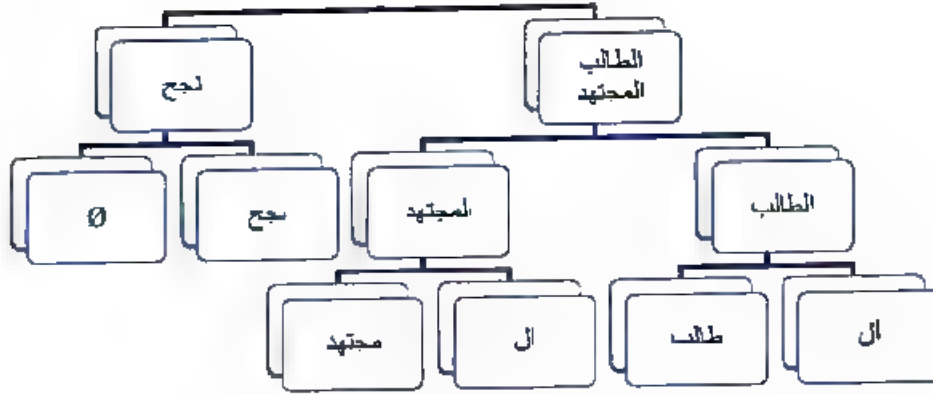 الطالب
المجتهد
نجح
الطالب
المجتهد
نجح
Ø
ال
طالب
ال
مجتهد